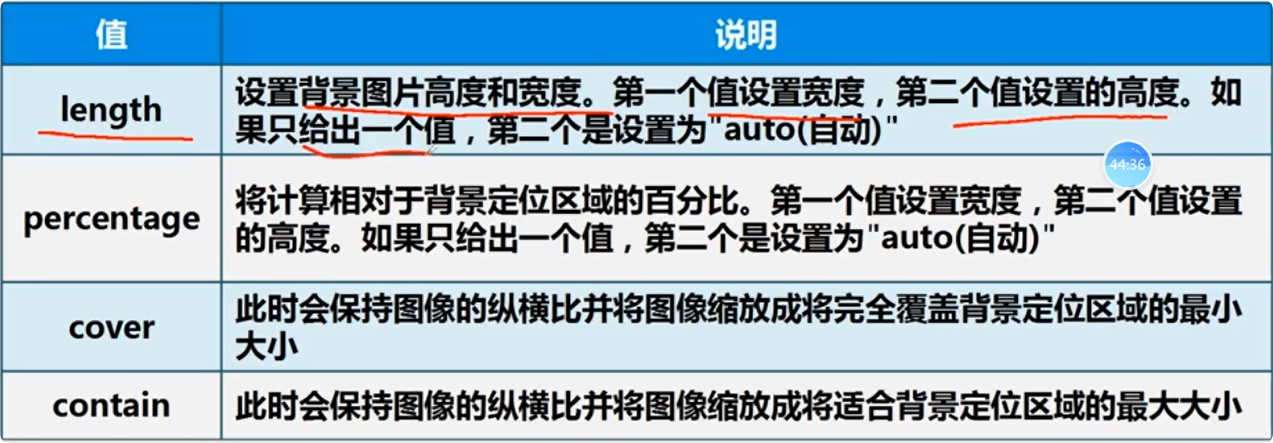 值 说明
length
设置背景图片高度和宽度。第一个值设置宽度，第二个值设置的高度。如
果只给出一个值，第二个是设置为"auto(自动)"
44:36
percentage
将计算相对于背景定位区域的百分比。第一个值设置宽度，第二个值设置
的高度。如果只给出一个值，第二个是设置为"auto(自动)"
cover
此时会保持图像的纵横比并将图像缩放成将完全覆盖背景定位区域的最小
大小
contain
此时会保持图像的纵横比并将图像缩放成将适合背景定位区域的最大大小